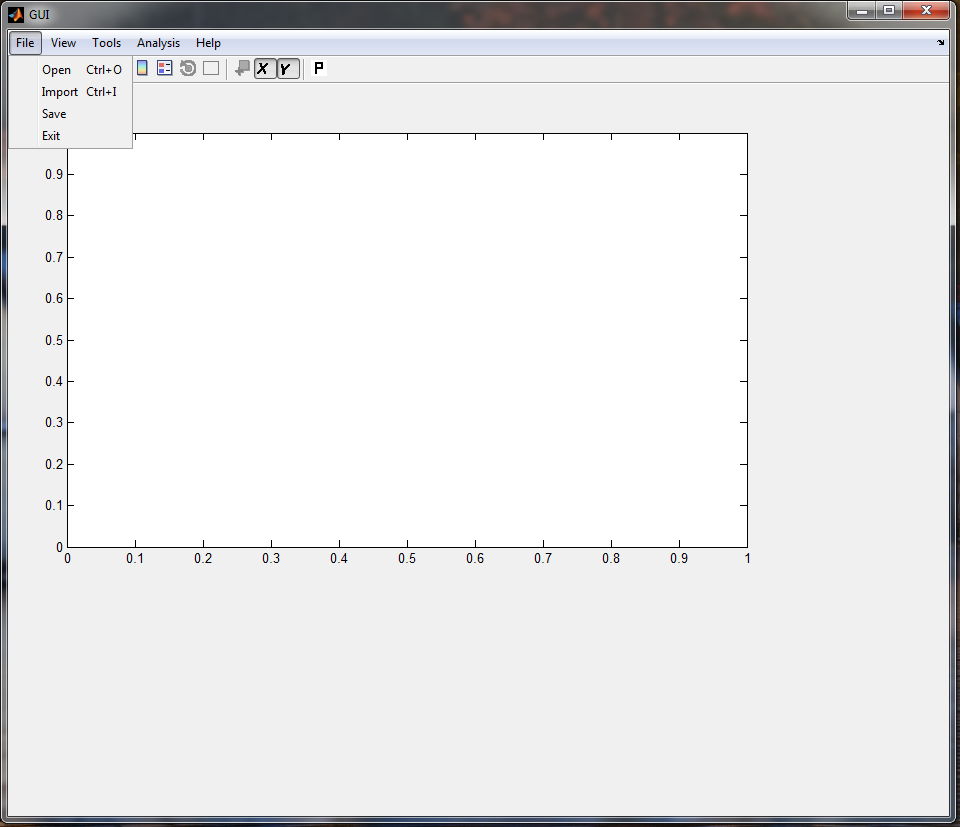 GUI
File View Tools Analysis Help
Open Ctrl+O
Import Ctrl+I
Save
Exit
X Y P
0.9
0.8
0.7
0.6
0.5
0.4
0.3
0.2
0.1
0
0 0.1 0.2 0.3 0.4 0.5 0.6 0.7 0.8 0.9 1